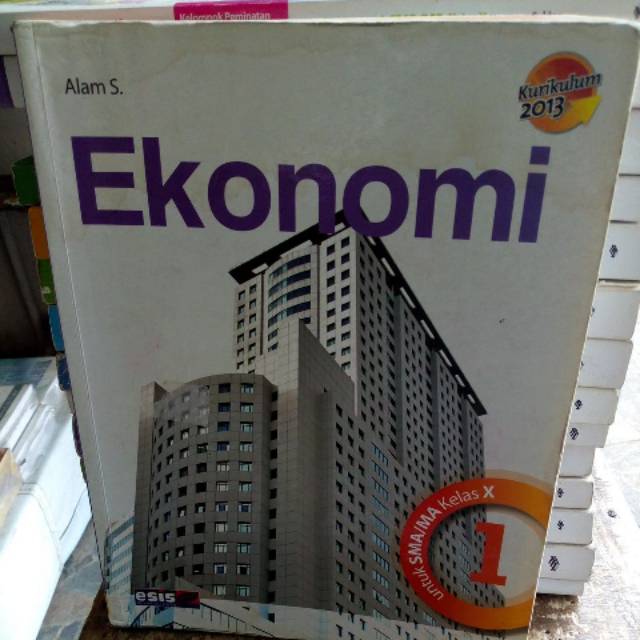 Kelompok Peminatan
Alam S.
Kurikulum
2013
Ekonomi
untuk SMA/MA Kelas X
1
esis